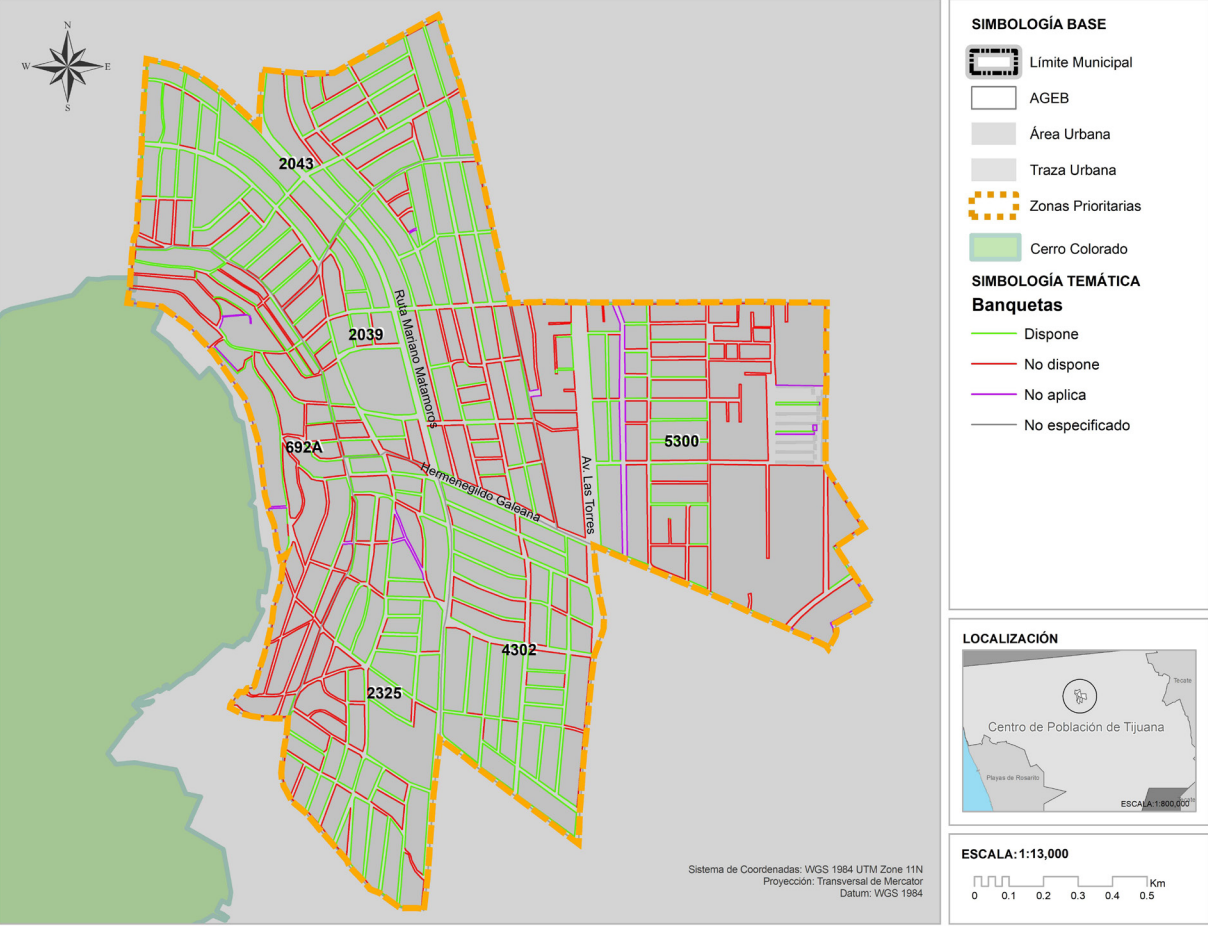 N
W
E
S
2043
2039
Ruta Mariano Matamoros
692A
5300
Hermenegildo Galeana
Av. Las Torres
4302
2325
Sistema de Coordenadas: WGS 1984 UTM Zone 11N
Proyección: Transversal de Mercator
Datum: WGS 1984
SIMBOLOGÍA BASE
Límite Municipal
AGEB
Área Urbana
Traza Urbana
Zonas Prioritarias
Cerro Colorado
SIMBOLOGÍA TEMÁTICA
Banquetas
Dispone
No dispone
No aplica
No especificado
LOCALIZACIÓN
Tecate
Centro de Población de Tijuana
Playas de Rosarito
ESCALA:1:800,000
ESCALA:1:13,000
Km
0 0.1 0.2 0.3 0.4 0.5